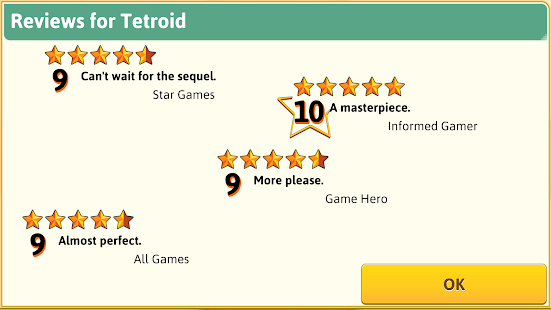 Reviews for Tetroid
9
Can't wait for the sequel.
Star Games
10
A masterpiece.
Informed Gamer
9
More please.
Game Hero
9
Almost perfect.
All Games
OK